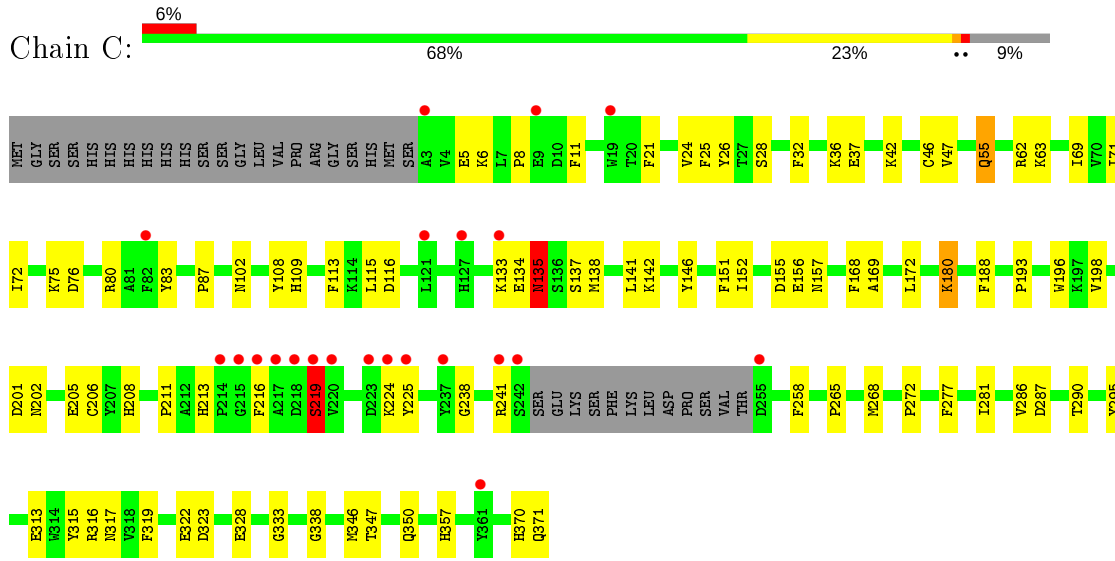 6%
Chain C:
68% 23% •• 9%
MET GLY SER SER HIS HIS HIS HIS HIS HIS SER SER GLY LEU VAL PRO ARG GLY SER HIS MET SER A3 V4 E5 K6 L7 P8 E9 D10 F11 W19 T20 F21 V24 F25 Y26 T27 S28 F32 K36 E37 K42 C46 V47 Q55 R62 K63 I69 V70 I71
I72 K75 D76 R80 A81 F82 Y83 P87 N102 Y108 H109 F113 K114 L115 D116 L121 H127 K133 E134 N135 S136 S137 M138 L141 K142 Y146 F151 I152 D155 E156 N157 F168 A169 L172 K180 F188 P193 W196 K197 V198
D201 N202 E205 C206 Y207 H208 P211 A212 H213 P214 G215 F216 A217 D218 S219 V220 D223 K224 Y225 Y237 G238 R241 S242 SER GLU LYS SER PHE LYS LEU ASP PRO SER VAL THR D255 F258 P265 M268 P272 F277 I281 V286 D287 T290 Y295
E313 W314 Y315 R316 N317 V318 F319 E322 D323 E328 G333 G338 M346 T347 Q350 H357 Y361 H370 Q371